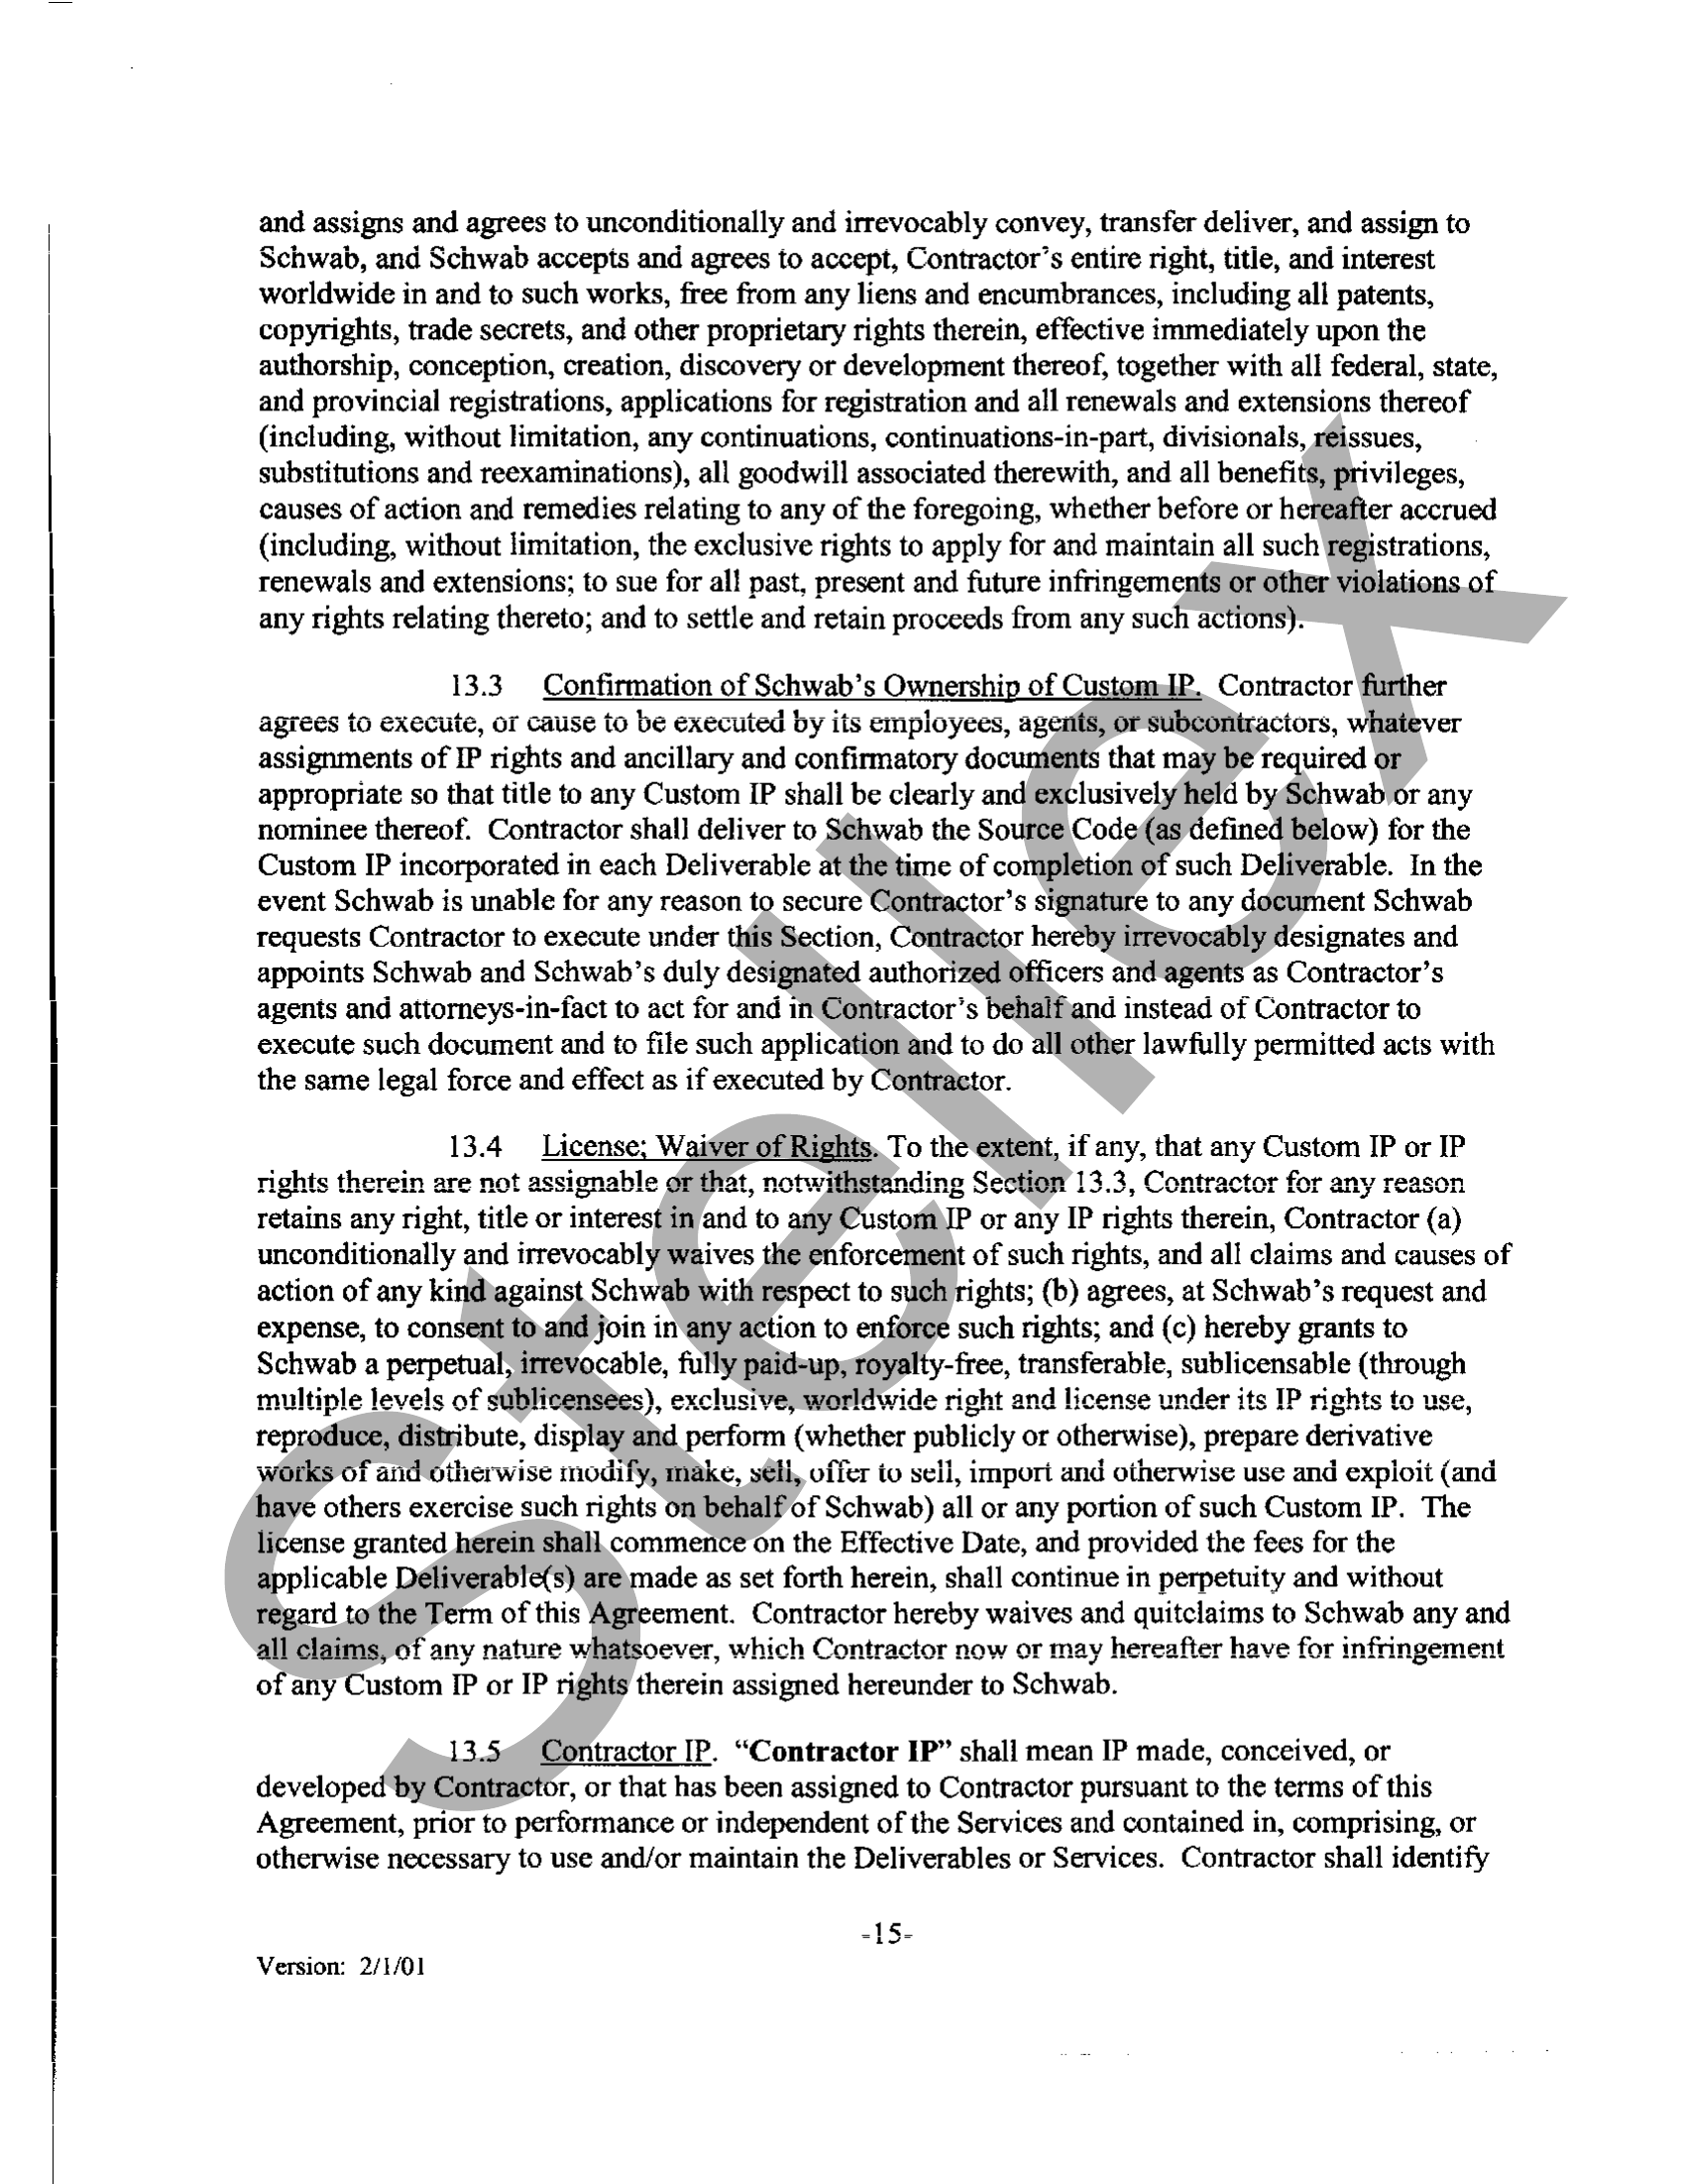 and assigns and agrees to unconditionally and irrevocably convey, transfer deliver, and assign to
Schwab, and Schwab accepts and agrees to accept, Contractor's entire right, title, and interest
worldwide in and to such works, free from any liens and encumbrances, including all patents,
copyrights, trade secrets, and other proprietary rights therein, effective immediately upon the
authorship, conception, creation, discovery or development thereof, together with all federal, state,
and provincial registrations, applications for registration and all renewals and extensions thereof
(including, without limitation, any continuations, continuations-in-part, divisionals, reissues,
substitutions and reexaminations), all goodwill associated therewith, and all benefits, privileges,
causes of action and remedies relating to any of the foregoing, whether before or hereafter accrued
(including, without limitation, the exclusive rights to apply for and maintain all such registrations,
renewals and extensions; to sue for all past, present and future infringements or other violations of
any rights relating thereto; and to settle and retain proceeds from any such actions).
13.3 Confirmation of Schwab's Ownership of Custom IP. Contractor further
agrees to execute, or cause to be executed by its employees, agents, or subcontractors, whatever
assignments of IP rights and ancillary and confirmatory documents that may be required or
appropriate so that title to any Custom IP shall be clearly and exclusively held by Schwab or any
nominee thereof. Contractor shall deliver to Schwab the Source Code (as defined below) for the
Custom IP incorporated in each Deliverable at the time of completion of such Deliverable. In the
event Schwab is unable for any reason to secure Contractor's signature to any document Schwab
requests Contractor to execute under this Section, Contractor hereby irrevocably designates and
appoints Schwab and Schwab's duly designated authorized officers and agents as Contractor's
agents and attorneys-in-fact to act for and in Contractor's behalf and instead of Contractor to
execute such document and to file such application and to do all other lawfully permitted acts with
the same legal force and effect as if executed by Contractor.
13.4 License; Waiver of Rights. To the extent, if any, that any Custom IP or IP
rights therein are not assignable or that, notwithstanding Section 13.3, Contractor for any reason
retains any right, title or interest in and to any Custom IP or any IP rights therein, Contractor (a)
unconditionally and irrevocably waives the enforcement of such rights, and all claims and causes of
action of any kind against Schwab with respect to such rights; (b) agrees, at Schwab's request and
expense, to consent to and join in any action to enforce such rights; and (c) hereby grants to
Schwab a perpetual, irrevocable, fully paid-up, royalty-free, transferable, sublicensable (through
multiple levels of sublicensees), exclusive, worldwide right and license under its IP rights to use,
reproduce, distribute, display and perform (whether publicly or otherwise), prepare derivative
works of and otherwise modify, make, sell, offer to sell, import and otherwise use and exploit (and
have others exercise such rights on behalf of Schwab) all or any portion of such Custom IP. The
license granted herein shall commence on the Effective Date, and provided the fees for the
applicable Deliverable(s) are made as set forth herein, shall continue in perpetuity and without
regard to the Term of this Agreement. Contractor hereby waives and quitclaims to Schwab any and
all claims, of any nature whatsoever, which Contractor now or may hereafter have for infringement
of any Custom IP or IP rights therein assigned hereunder to Schwab.
13.5 Contractor IP. “Contractor IP” shall mean IP made, conceived, or
developed by Contractor, or that has been assigned to Contractor pursuant to the terms of this
Agreement, prior to performance or independent of the Services and contained in, comprising, or
otherwise necessary to use and/or maintain the Deliverables or Services. Contractor shall identify
-15-
Version: 2/1/01
Stellex